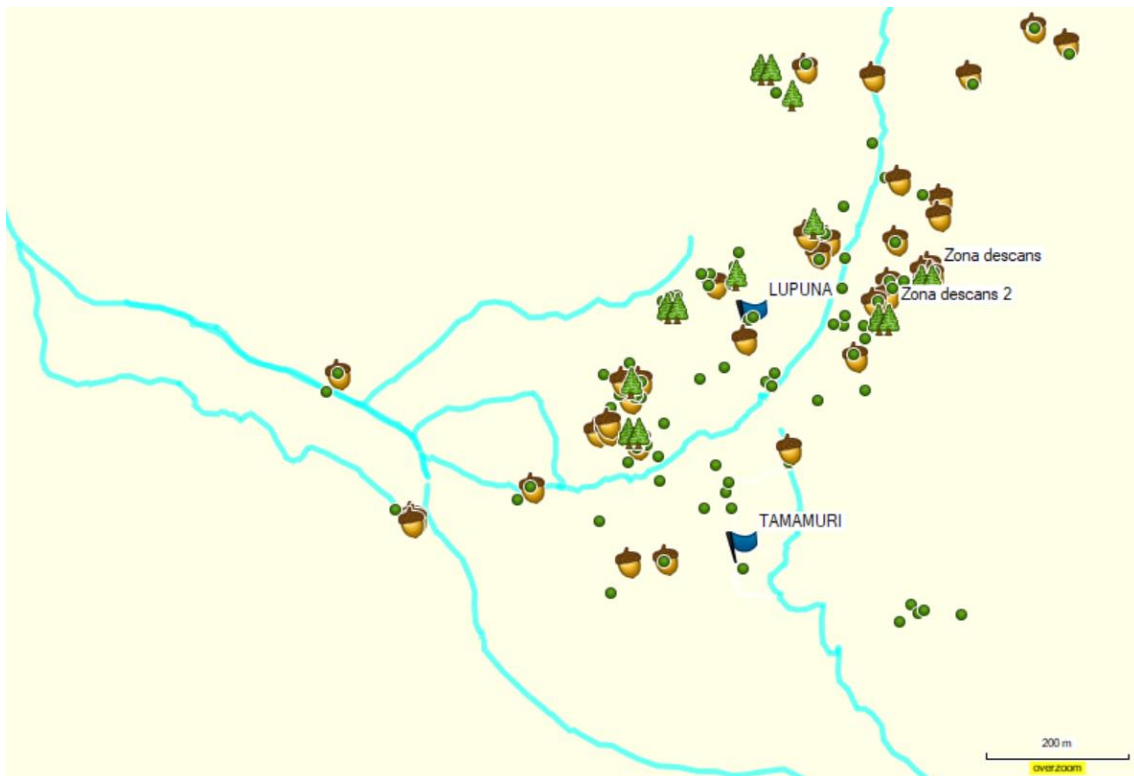 Zona descans
LUPUNA
Zona descans 2
TAMAMURI
200 m
overzoom